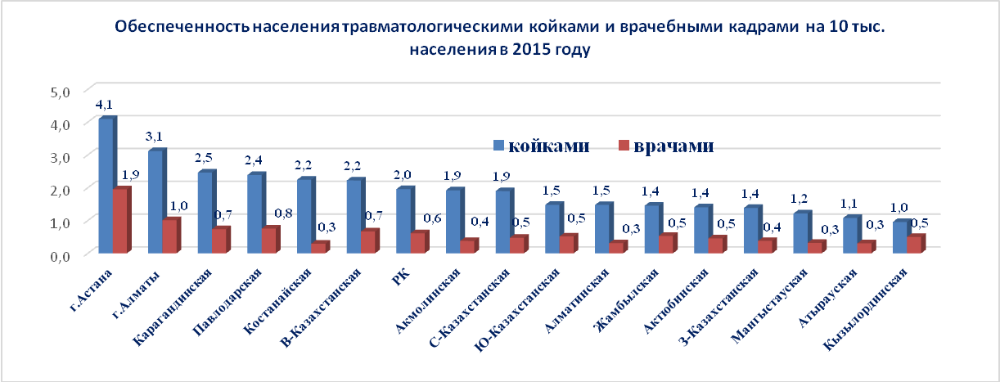 Обеспеченность населения травматологическими койками и врачебными кадрами на 10 тыс.
населения в 2015 году
5,0
4,0
3,0
2,0
1,0
0,0
койками врачами
4,1 1,9
3,1 1,0
2,5 0,7
2,4 0,8
2,2 0,3
2,2 0,7
2,0 0,6
1,9 0,4
1,9 0,5
1,5 0,5
1,5 0,3
1,4 0,5
1,4 0,5
1,4 0,4
1,2 0,3
1,1 0,3
1,0 0,5
г.Астана
г.Алматы
Карагандинская
Павлодарская
Костанайская
В-Казахстанская
РК
Акмолинская
С-Казахстанская
Ю-Казахстанская
Алматинская
Жамбылская
Актюбинская
З-Казахстанская
Мангыстауская
Атырауская
Кызылординская